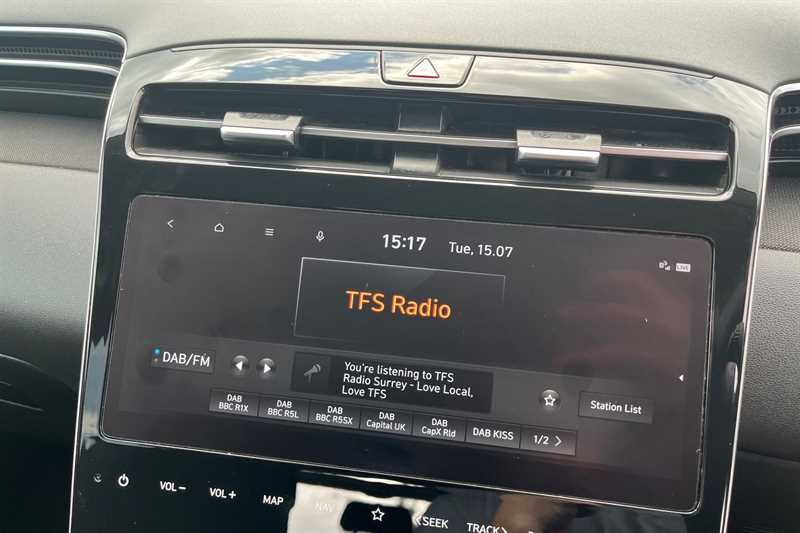 15:17 Tue, 15.07
LIVE
TFS Radio
DAB/FM
You're listening to TFS
Radio Surrey - Love Local,
Love TFS
Station List
DAB
BBC R1X
DAB
BBC R5L
DAB
BBC R5SX
DAB
Capital UK
DAB
CapX Rld
DAB KISS
1/2
VOL−
VOL+
MAP
NAV
SEEK
TRACK